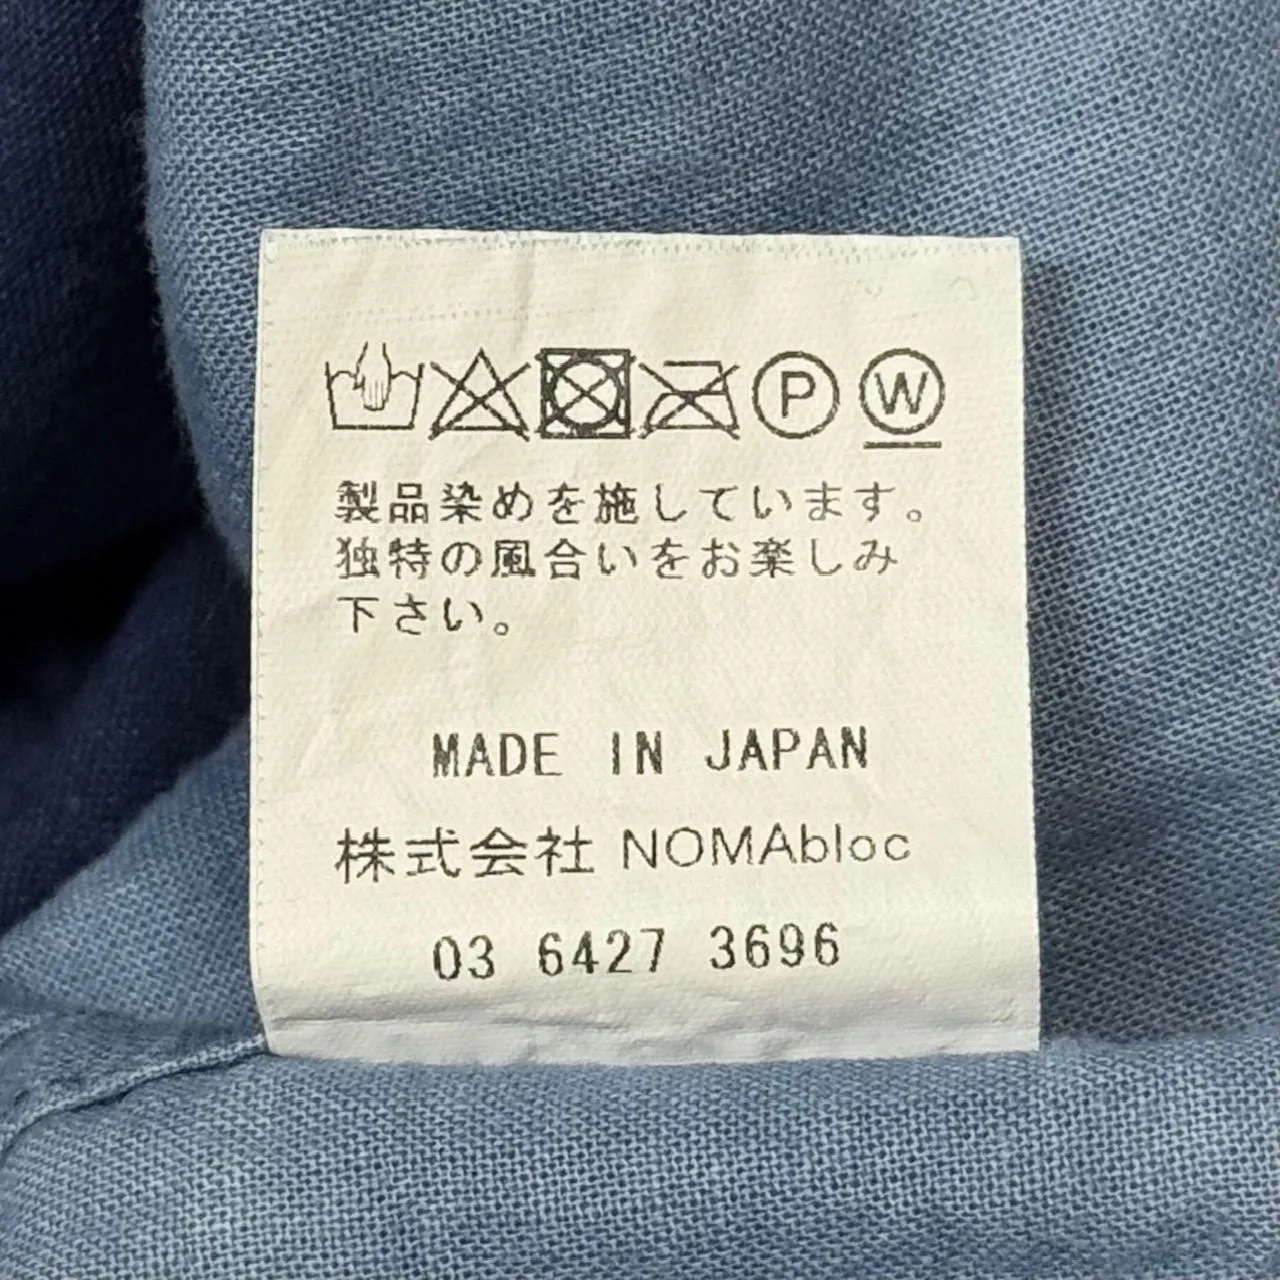 P W
製品染めを施しています。
独特の風合いをお楽しみ
下さい。
MADE IN JAPAN
株式会社 NOMAbloc
03 6427 3696